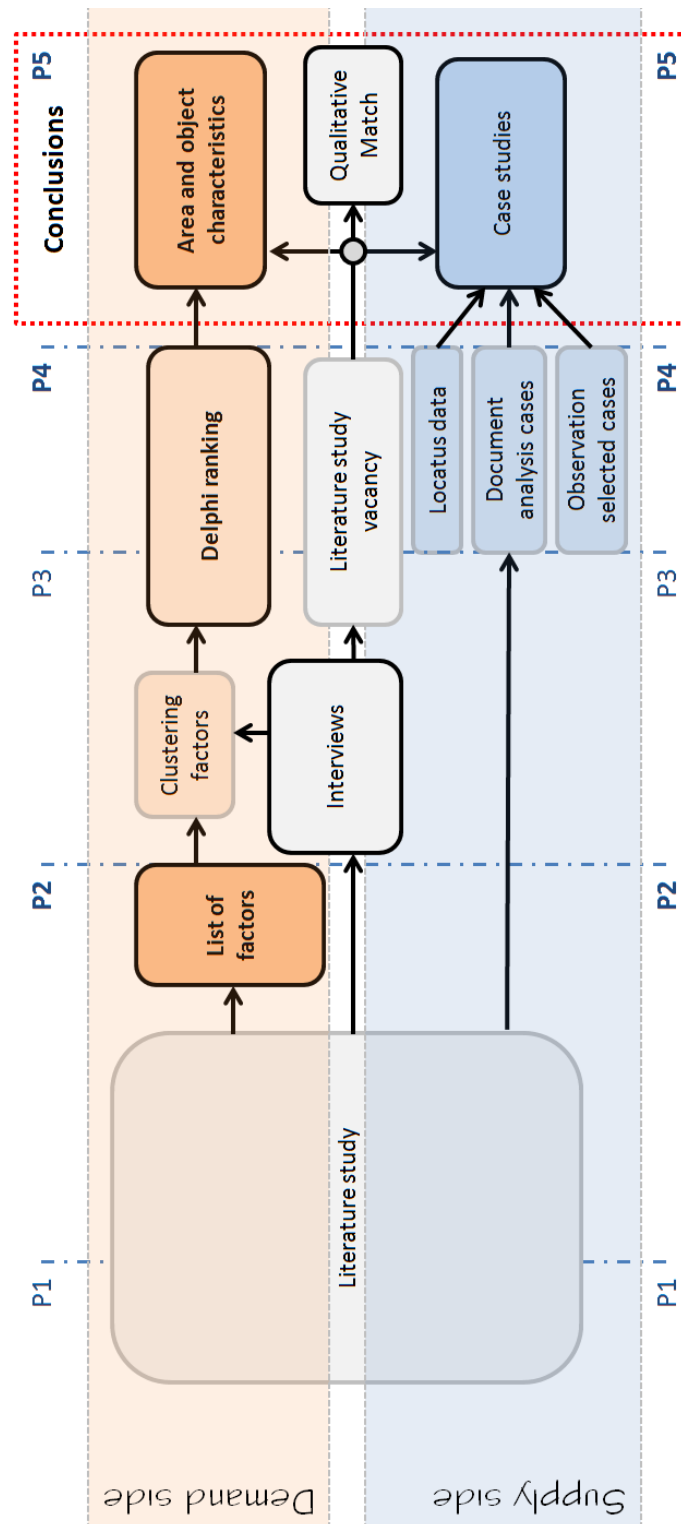 P1
P2
P3
P4
P5
Conclusions
Demand side
Supply side
Literature study
List of
factors
Clustering
factors
Delphi ranking
Area and object
characteristics
Interviews
Literature study
vacancy
Qualitative
Match
Locatus data
Document
analysis cases
Observation
selected cases
Case studies
P1
P2
P3
P4
P5